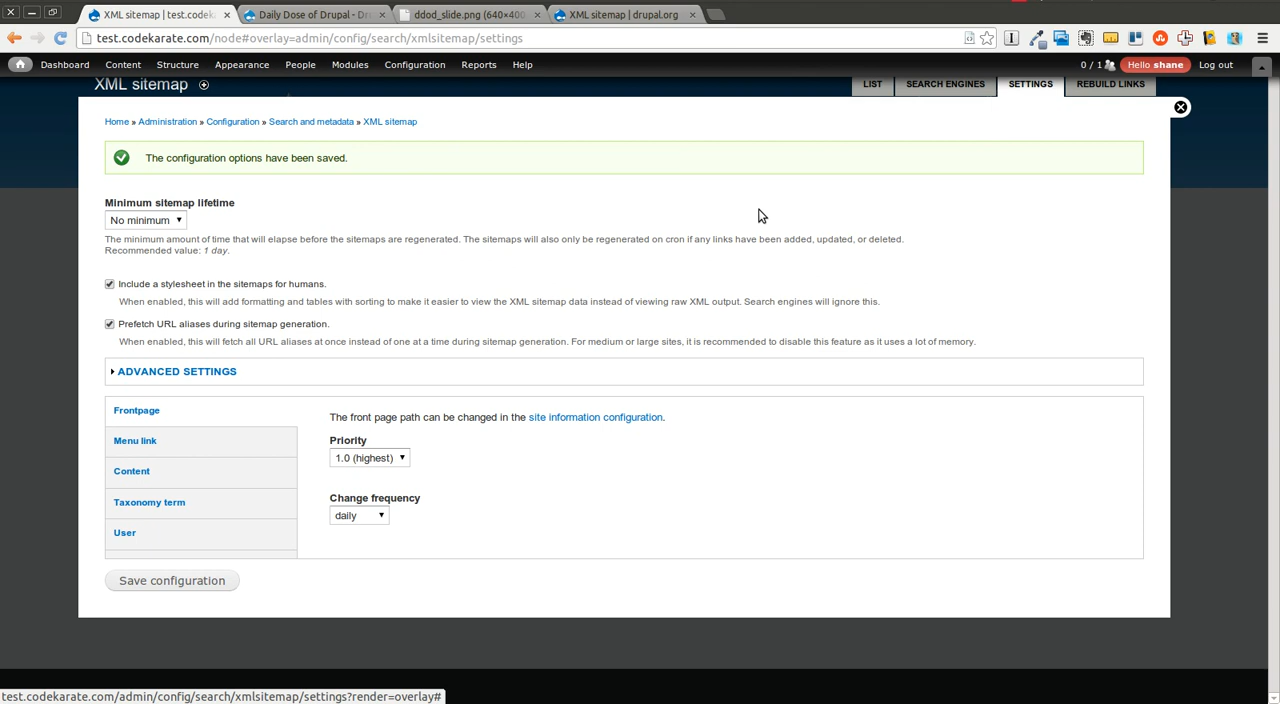 XML sitemap | test.codek
Daily Dose of Drupal - Dr
ddod_slide.png (640×400
XML sitemap | drupal.org
test.codekarate.com/node#overlay=admin/config/search/xmlsitemap/settings
Dashboard Content Structure Appearance People Modules Configuration Reports Help 0 / 1 Hello shane Log out
XML sitemap
LIST SEARCH ENGINES SETTINGS REBUILD LINKS
Home » Administration » Configuration » Search and metadata » XML sitemap
The configuration options have been saved.
Minimum sitemap lifetime
No minimum
The minimum amount of time that will elapse before the sitemaps are regenerated. The sitemaps will also only be regenerated on cron if any links have been added, updated, or deleted.
Recommended value: 1 day.
Include a stylesheet in the sitemaps for humans.
When enabled, this will add formatting and tables with sorting to make it easier to view the XML sitemap data instead of viewing raw XML output. Search engines will ignore this.
Prefetch URL aliases during sitemap generation.
When enabled, this will fetch all URL aliases at once instead of one at a time during sitemap generation. For medium or large sites, it is recommended to disable this feature as it uses a lot of memory.
ADVANCED SETTINGS
Frontpage
Menu link
Content
Taxonomy term
User
The front page path can be changed in the site information configuration.
Priority
1.0 (highest)
Change frequency
daily
Save configuration
test.codekarate.com/admin/config/search/xmlsitemap/settings?render=overlay#